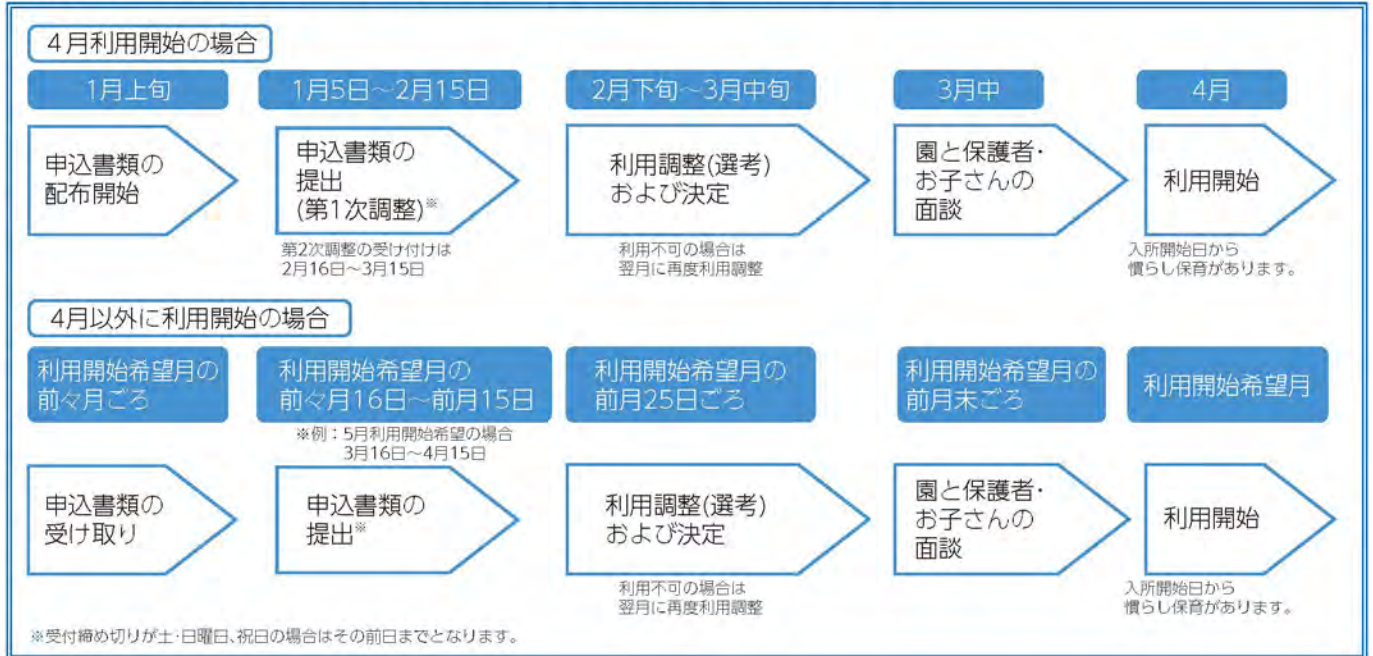 4月利用開始の場合
1月上旬
1月5日～2月15日
2月下旬～3月中旬
3月中
4月
申込書類の
配布開始
申込書類の
提出
(第1次調整)※
利用調整(選考)
および決定
園と保護者・
お子さんの
面談
利用開始
第2次調整の受け付けは
2月16日～3月15日
利用不可の場合は
翌月に再度利用調整
入所開始日から
慣らし保育があります。
4月以外に利用開始の場合
利用開始希望月の
前々月ごろ
利用開始希望月の
前々月16日～前月15日
利用開始希望月の
前月25日ごろ
利用開始希望月の
前月末ごろ
利用開始希望月
※例：5月利用開始希望の場合
3月16日～4月15日
申込書類の
受け取り
申込書類の
提出※
利用調整(選考)
および決定
園と保護者・
お子さんの
面談
利用開始
利用不可の場合は
翌月に再度利用調整
入所開始日から
慣らし保育があります。
※受付締め切りが土・日曜日、祝日の場合はその前日までとなります。